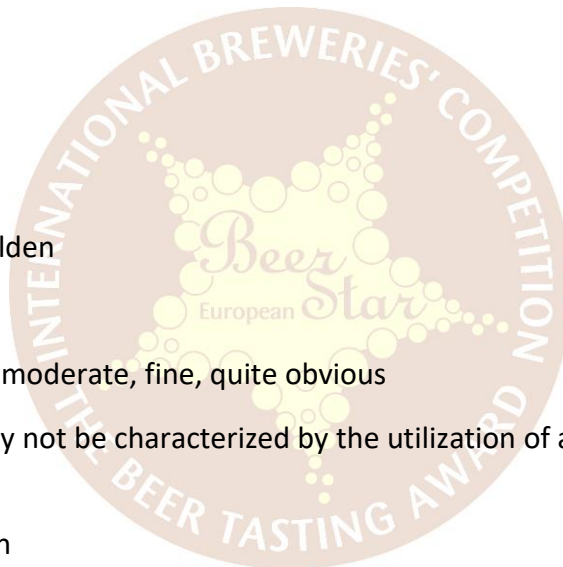 INTERNATIONAL BREWERIES' COMPETITION
lden
Beer
European Star
moderate, fine, quite obvious
y not be characterized by the utilization of a
THE BEER TASTING AWARD